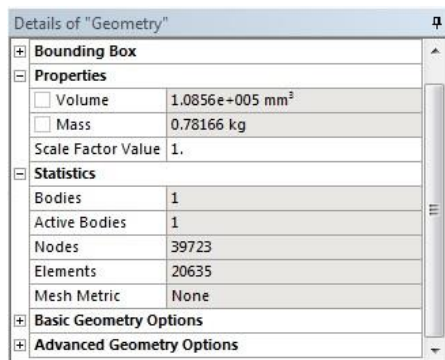 Details of "Geometry"
Bounding Box
Properties
Volume 1.0856e+005 mm³
Mass 0.78166 kg
Scale Factor Value 1.
Statistics
Bodies 1
Active Bodies 1
Nodes 39723
Elements 20635
Mesh Metric None
Basic Geometry Options
Advanced Geometry Options